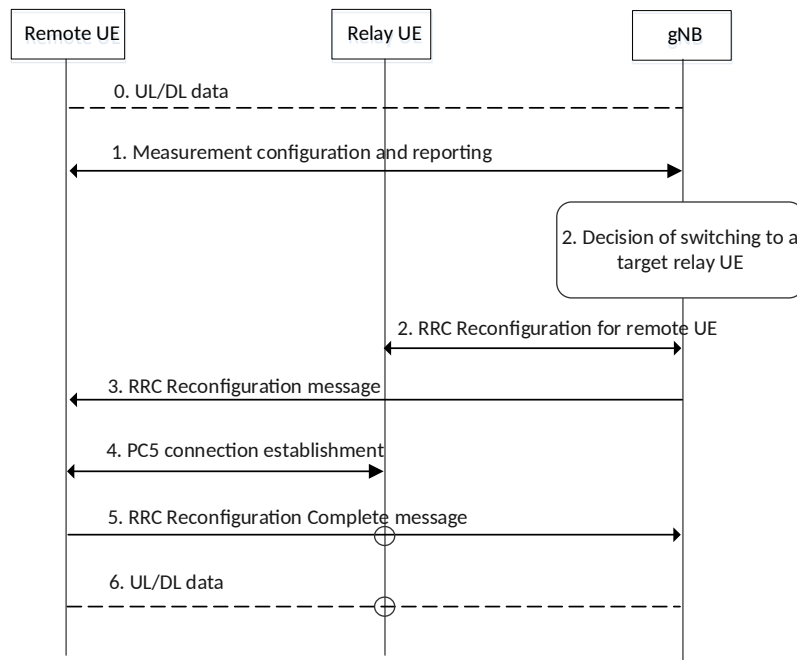 Remote UE
Relay UE
gNB
0. UL/DL data
1. Measurement configuration and reporting
2. Decision of switching to a
target relay UE
2. RRC Reconfiguration for remote UE
3. RRC Reconfiguration message
4. PC5 connection establishment
5. RRC Reconfiguration Complete message
6. UL/DL data